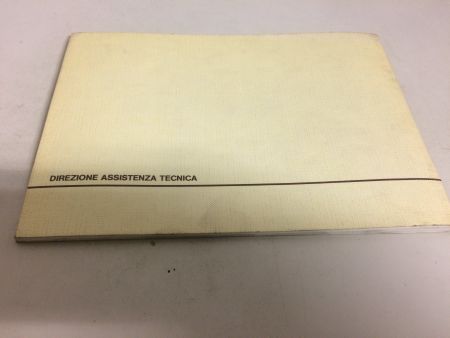 DIREZIONE ASSISTENZA TECNICA